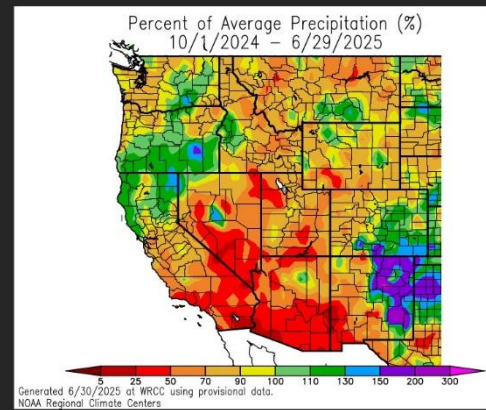 Percent of Average Precipitation (%)
10/1/2024 – 6/29/2025
5 25 50 70 90 100 110 130 150 200 300
Generated 6/30/2025 at WRCC using provisional data.
NOAA Regional Climate Centers